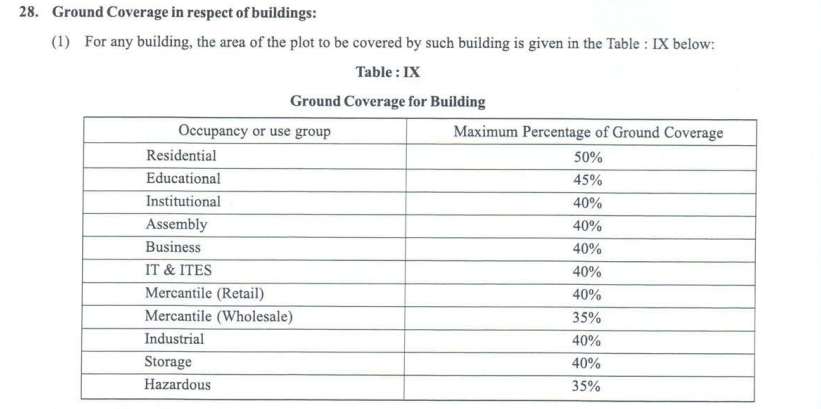 28. Ground Coverage in respect of buildings:
(1) For any building, the area of the plot to be covered by such building is given in the Table : IX below:
Table : IX
Ground Coverage for Building
Occupancy or use group Maximum Percentage of Ground Coverage
Residential 50%
Educational 45%
Institutional 40%
Assembly 40%
Business 40%
IT & ITES 40%
Mercantile (Retail) 40%
Mercantile (Wholesale) 35%
Industrial 40%
Storage 40%
Hazardous 35%